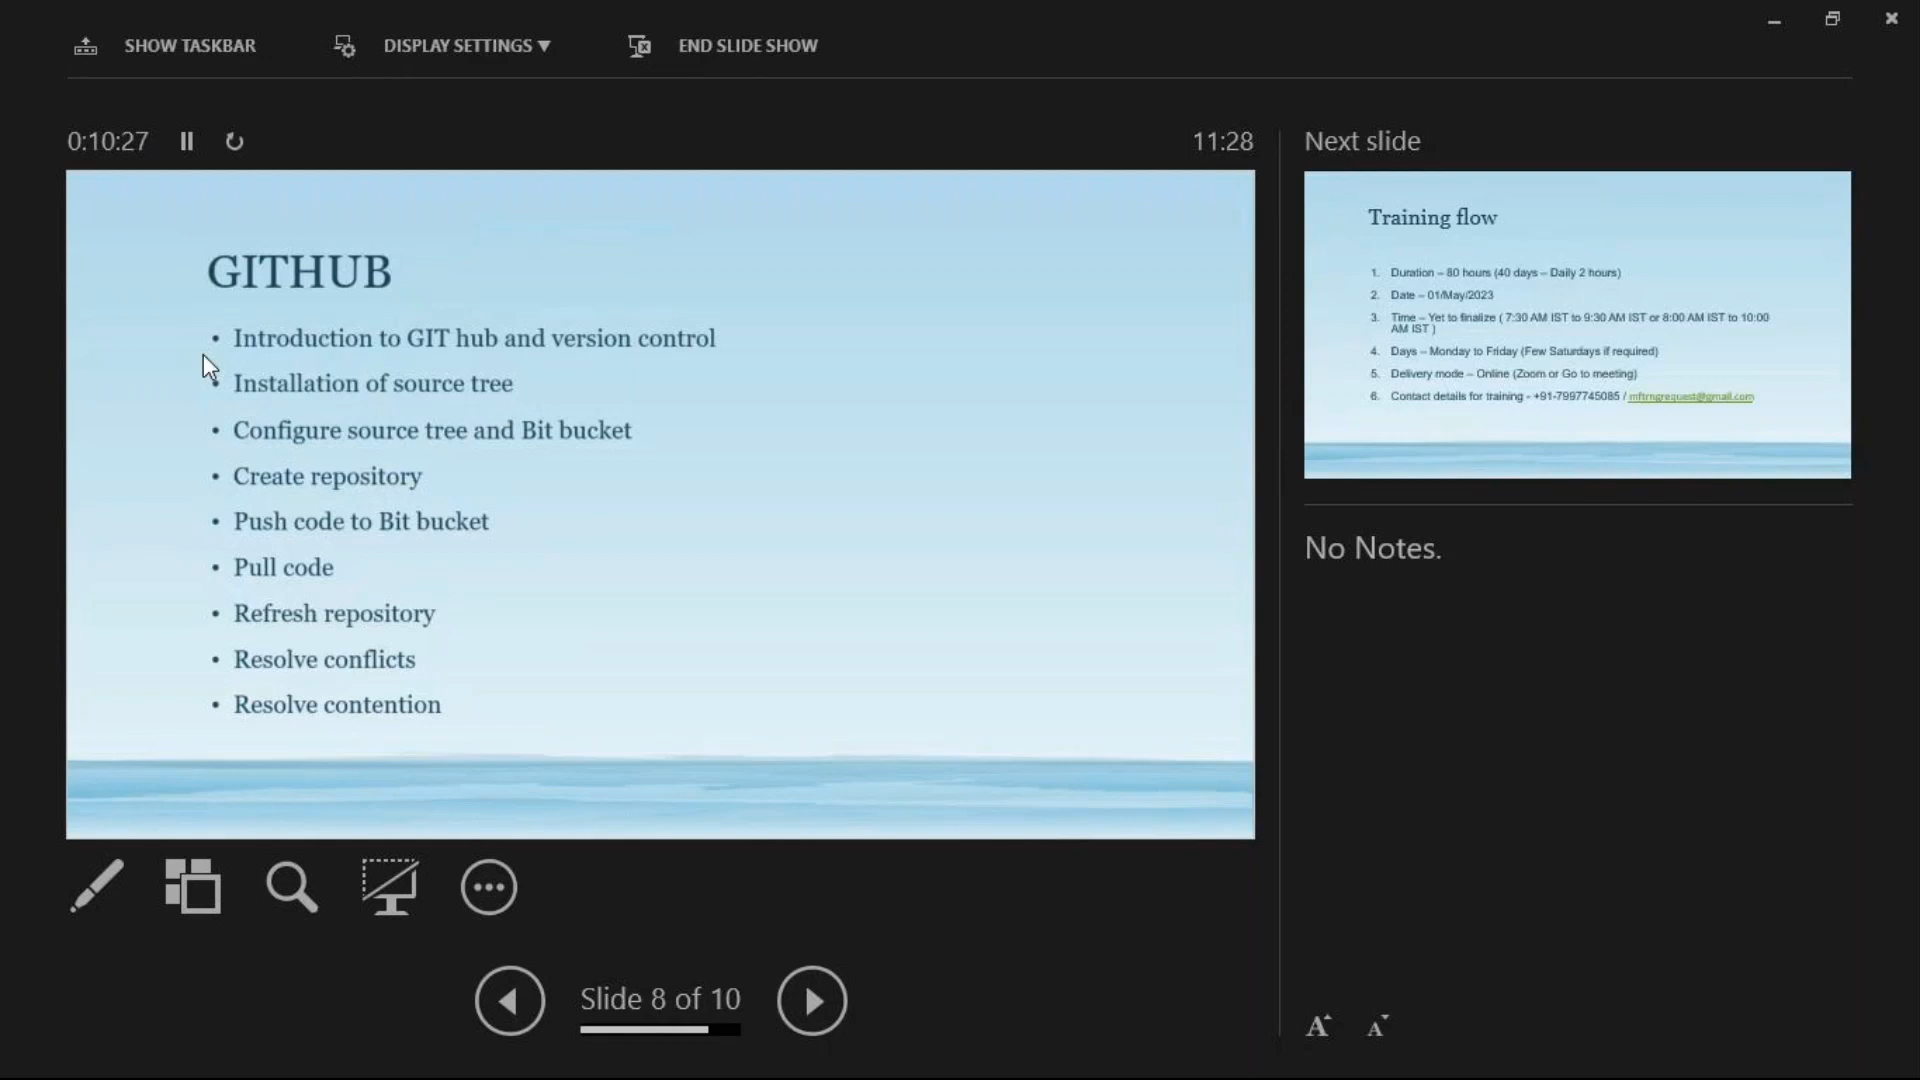 SHOW TASKBAR
DISPLAY SETTINGS ▼
END SLIDE SHOW
0:10:27
11:28
GITHUB
• Introduction to GIT hub and version control
• Installation of source tree
• Configure source tree and Bit bucket
• Create repository
• Push code to Bit bucket
• Pull code
• Refresh repository
• Resolve conflicts
• Resolve contention
Slide 8 of 10
Next slide
Training flow
1. Duration – 80 hours (40 days – Daily 2 hours)
2. Date – 01/May/2023
3. Time – Yet to finalize ( 7:30 AM IST to 9:30 AM IST or 8:00 AM IST to 10:00
AM IST )
4. Days – Monday to Friday (Few Saturdays if required)
5. Delivery mode – Online (Zoom or Go to meeting)
6. Contact details for training - +91-7997745085 / mftrngrequest@gmail.com
No Notes.
A A